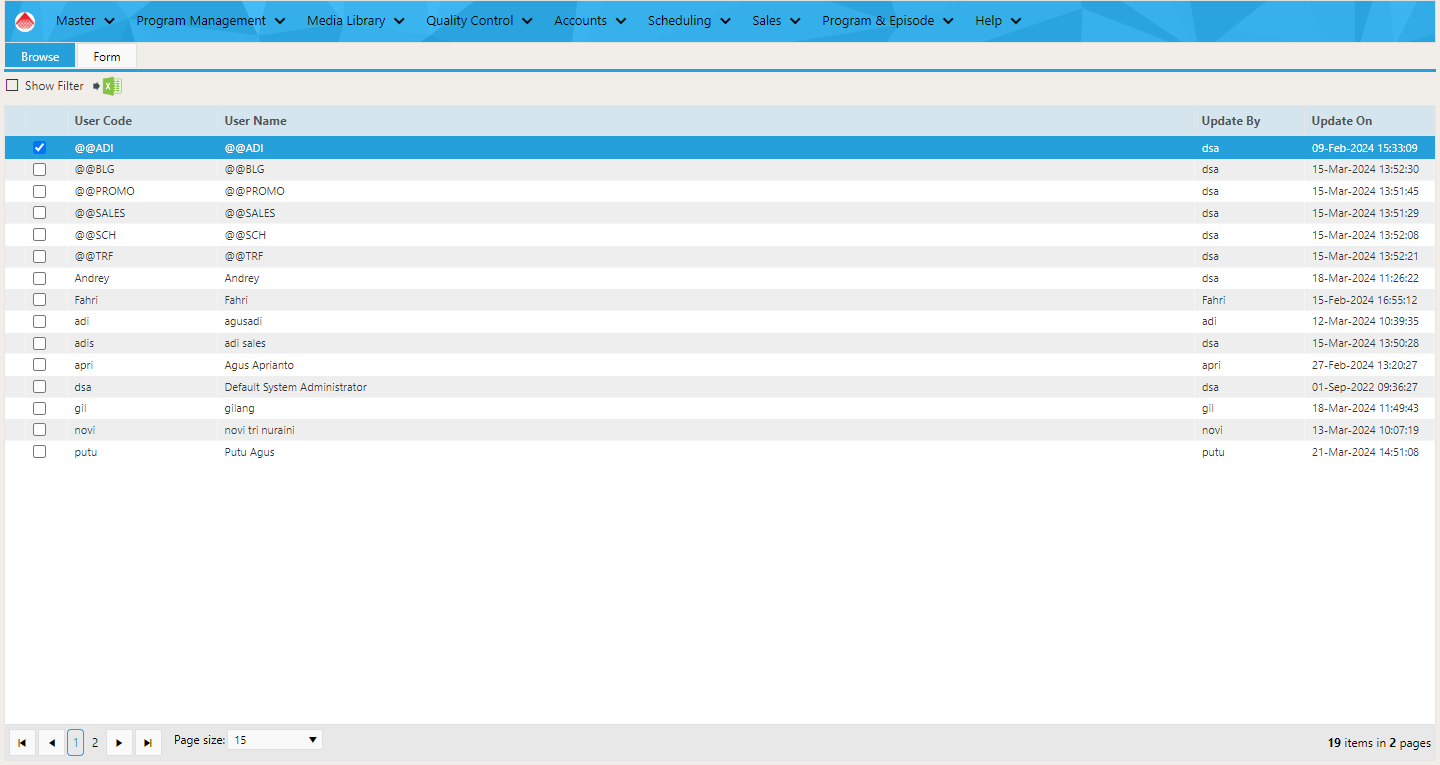 Master Program Management Media Library Quality Control Accounts Scheduling Sales Program & Episode Help
Browse Form
Show Filter
User Code User Name Update By Update On
@@ADI @@ADI dsa 09-Feb-2024 15:33:09
@@BLG @@BLG dsa 15-Mar-2024 13:52:30
@@PROMO @@PROMO dsa 15-Mar-2024 13:51:45
@@SALES @@SALES dsa 15-Mar-2024 13:51:29
@@SCH @@SCH dsa 15-Mar-2024 13:52:08
@@TRF @@TRF dsa 15-Mar-2024 13:52:21
Andrey Andrey dsa 18-Mar-2024 11:26:22
Fahri Fahri Fahri 15-Feb-2024 16:55:12
adi agusadi adi 12-Mar-2024 10:39:35
adis adi sales dsa 15-Mar-2024 13:50:28
apri Agus Aprianto apri 27-Feb-2024 13:20:27
dsa Default System Administrator dsa 01-Sep-2022 09:36:27
gil gilang gil 18-Mar-2024 11:49:43
novi novi tri nuraini novi 13-Mar-2024 10:07:19
putu Putu Agus putu 21-Mar-2024 14:51:08
1 2 Page size: 15 19 items in 2 pages